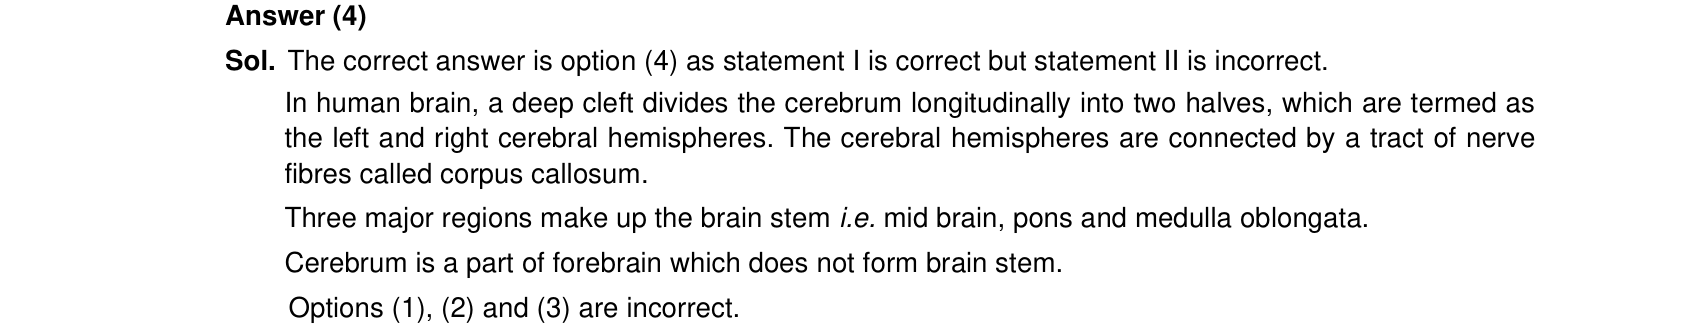 Answer (4)
Sol. The correct answer is option (4) as statement I is correct but statement II is incorrect.
In human brain, a deep cleft divides the cerebrum longitudinally into two halves, which are termed as
the left and right cerebral hemispheres. The cerebral hemispheres are connected by a tract of nerve
fibres called corpus callosum.
Three major regions make up the brain stem i.e. mid brain, pons and medulla oblongata.
Cerebrum is a part of forebrain which does not form brain stem.
Options (1), (2) and (3) are incorrect.